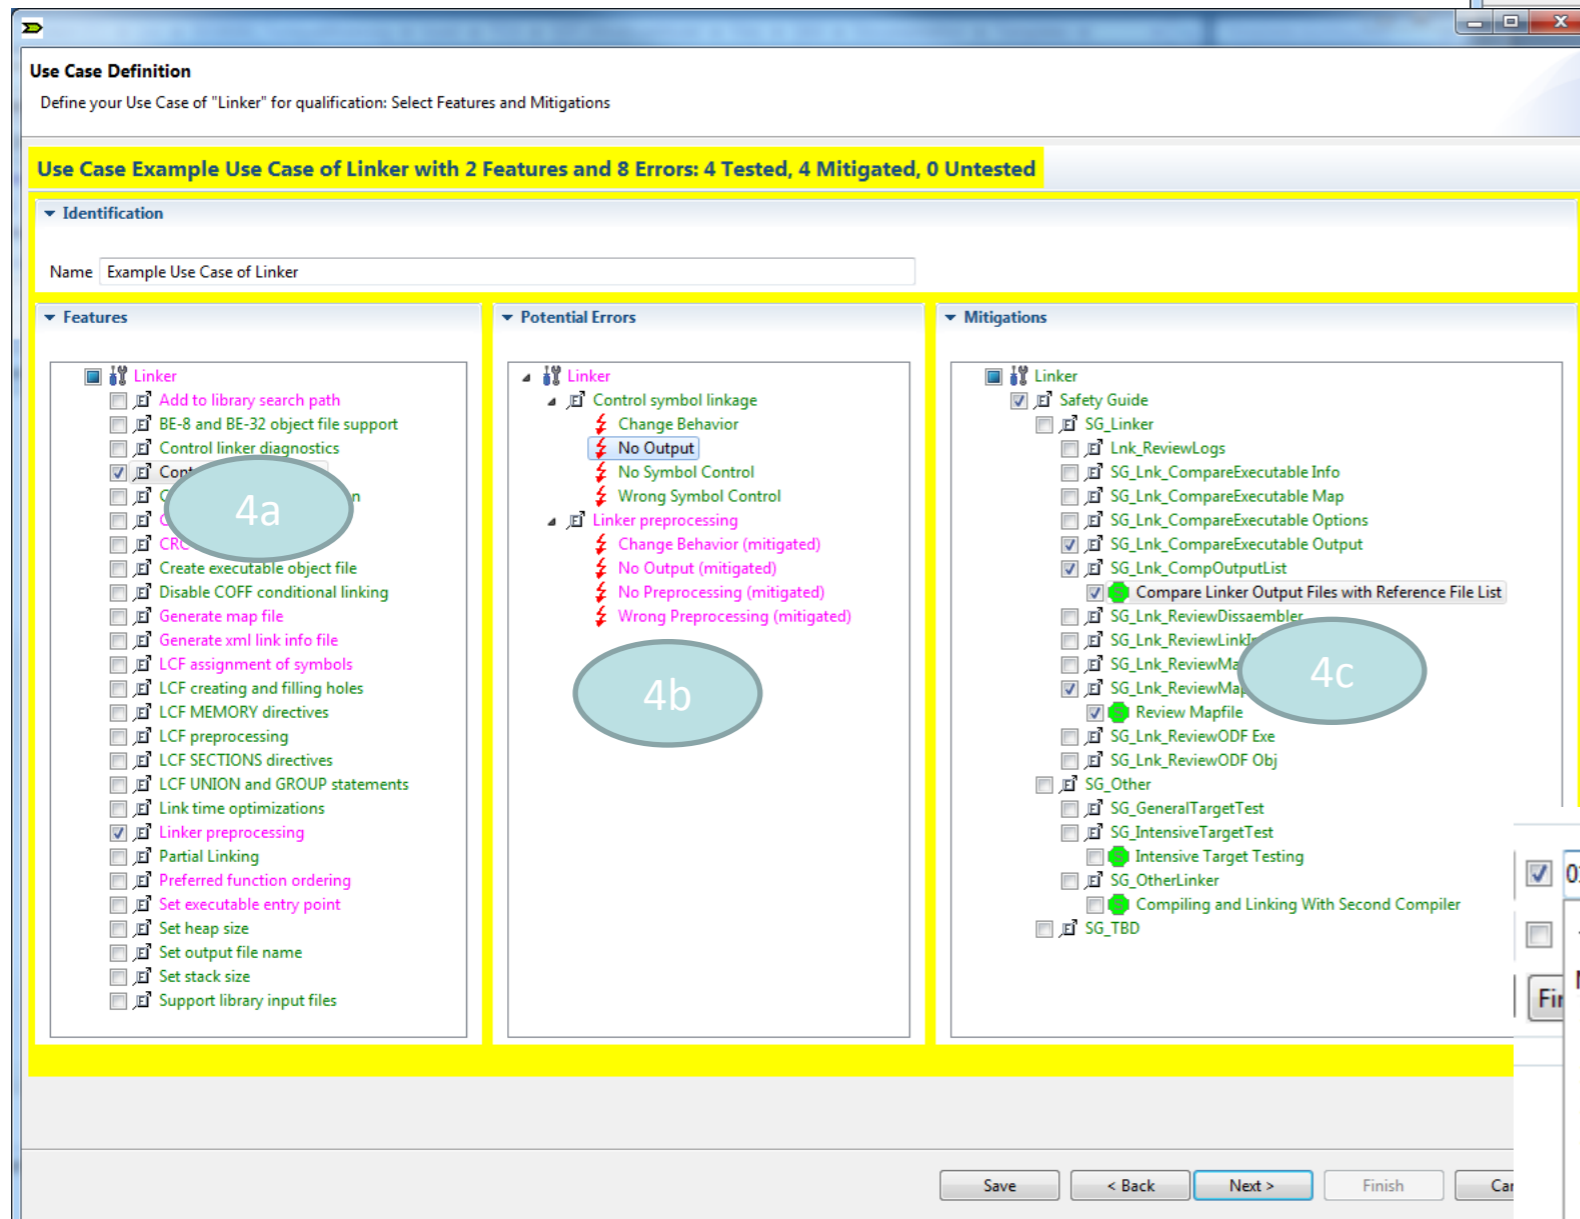 Use Case Definition
Define your Use Case of "Linker" for qualification: Select Features and Mitigations
Use Case Example Use Case of Linker with 2 Features and 8 Errors: 4 Tested, 4 Mitigated, 0 Untested
Identification
Name Example Use Case of Linker
Features
Linker
Add to library search path
BE-8 and BE-32 object file support
Control linker diagnostics
4a
CRC
Create executable object file
Disable COFF conditional linking
Generate map file
Generate xml link info file
LCF assignment of symbols
LCF creating and filling holes
LCF MEMORY directives
LCF preprocessing
LCF SECTIONS directives
LCF UNION and GROUP statements
Link time optimizations
Linker preprocessing
Partial Linking
Preferred function ordering
Set executable entry point
Set heap size
Set output file name
Set stack size
Support library input files
Potential Errors
Linker
Control symbol linkage
Change Behavior
No Output
No Symbol Control
Wrong Symbol Control
Linker preprocessing
Change Behavior (mitigated)
No Output (mitigated)
No Preprocessing (mitigated)
Wrong Preprocessing (mitigated)
4b
Mitigations
Linker
Safety Guide
SG_Linker
Lnk_ReviewLogs
SG_Lnk_CompareExecutable Info
SG_Lnk_CompareExecutable Map
SG_Lnk_CompareExecutable Options
SG_Lnk_CompareExecutable Output
SG_Lnk_CompOutputList
S Compare Linker Output Files with Reference File List
SG_Lnk_ReviewDissaembler
SG_Lnk_ReviewLinkI
SG_Lnk_ReviewMa
4c
SG_Lnk_ReviewMap
S Review Mapfile
SG_Lnk_ReviewODF Exe
SG_Lnk_ReviewODF Obj
SG_Other
SG_GeneralTargetTest
SG_IntensiveTargetTest
S Intensive Target Testing
SG_OtherLinker
S Compiling and Linking With Second Compiler
SG_TBD
Fin
Save
< Back
Next >
Finish
Car